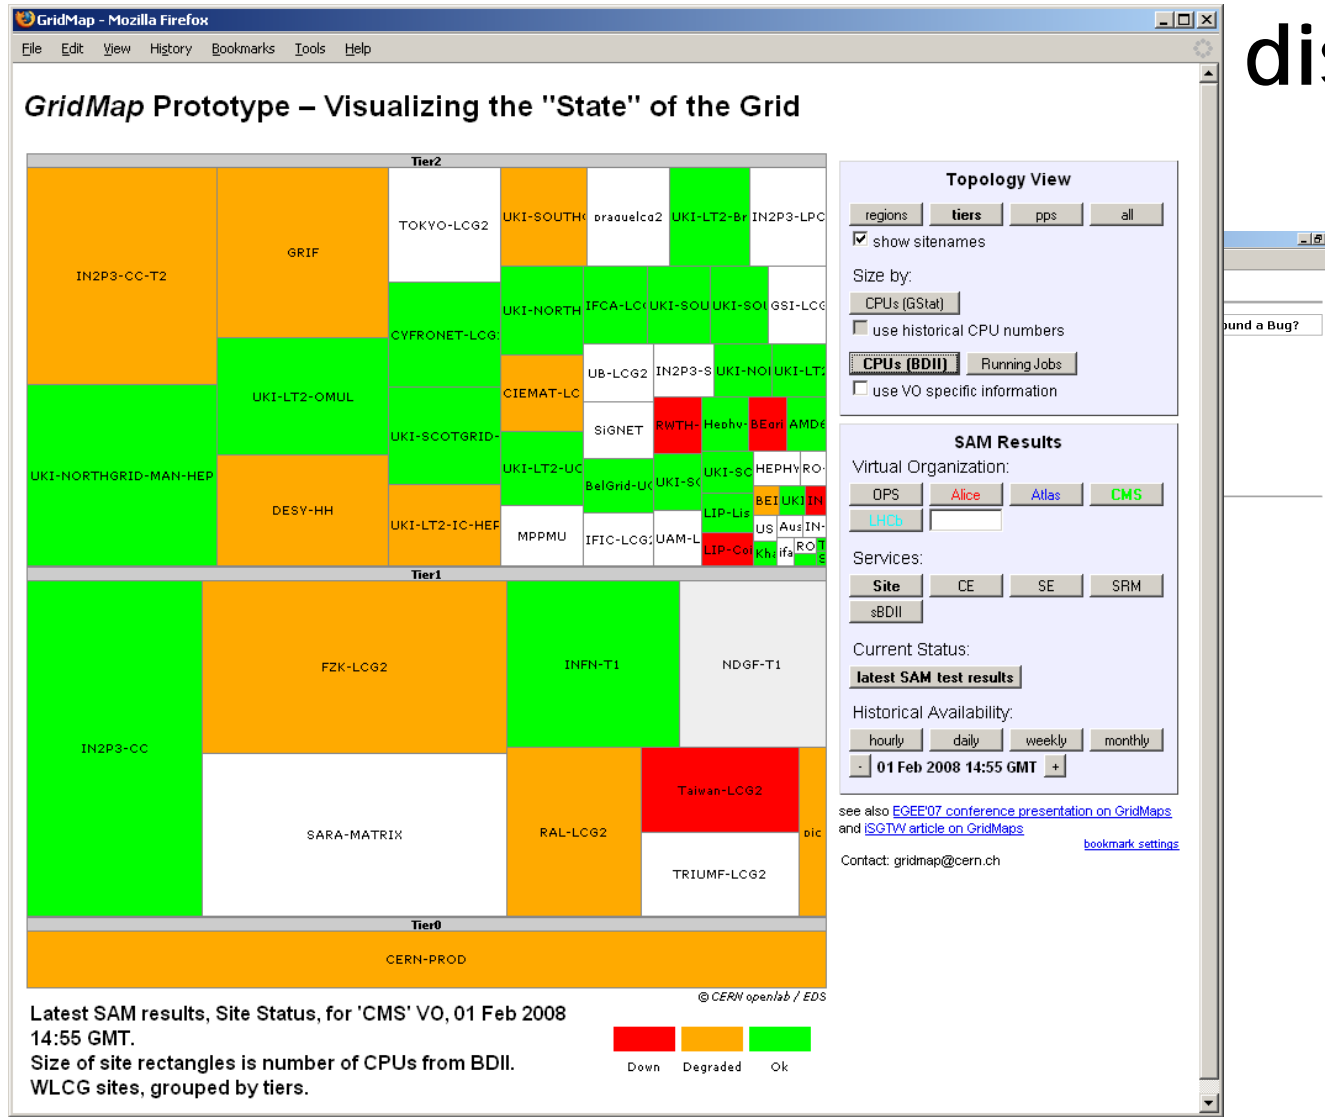 GridMap - Mozilla Firefox
File Edit View History Bookmarks Tools Help
GridMap Prototype – Visualizing the "State" of the Grid
Tier2
IN2P3-CC-T2
GRIF
TOKYO-LCG2
UKI-SOUTH
praguelcg2
UKI-LT2-Br
IN2P3-LPC
UKI-NORTHGRID-MAN-HEP
UKI-LT2-OMUL
DESY-HH
CYFRONET-LCG
UKI-SCOTGRID-
UKI-LT2-IC-HEP
UKI-NORTH
IFCA-LC
UKI-SOU
UKI-SO
GSI-LCG
CIEMAT-LC
UB-LCG2
IN2P3-S
UKI-NO
UKI-LT
SiGNET
RWTH-
Hephy-
BEgri
AMD6
UKI-LT2-UC
BelGrid-UC
UKI-SC
UKI-SC
HEPHY
RO-
MPPMU
IFIC-LCG
UAM-L
LIP-Lis
LIP-Coi
BEI
UKI
IN
US
Aus
IN-
Kha
ifa
RO
T
S
Tier1
IN2P3-CC
FZK-LCG2
INFN-T1
NDGF-T1
SARA-MATRIX
RAL-LCG2
Taiwan-LCG2
TRIUMF-LCG2
pic
Tier0
CERN-PROD
© CERN openlab / EDS
Latest SAM results, Site Status, for 'CMS' VO, 01 Feb 2008
14:55 GMT.
Size of site rectangles is number of CPUs from BDII.
WLCG sites, grouped by tiers.
Down Degraded Ok
Topology View
regions tiers pps all
show sitenames
Size by:
CPUs (GStat)
use historical CPU numbers
CPUs (BDII) Running Jobs
use VO specific information
SAM Results
Virtual Organization:
OPS Alice Atlas CMS
LHCb
Services:
Site CE SE SRM
sBDII
Current Status:
latest SAM test results
Historical Availability:
hourly daily weekly monthly
- 01 Feb 2008 14:55 GMT +
see also EGEE'07 conference presentation on GridMaps
and iSGTW article on GridMaps
bookmark settings
Contact: gridmap@cern.ch
dis
ound a Bug?